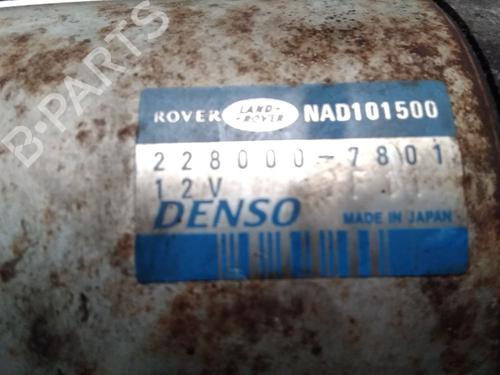 B-PARTS
ROVER LAND-ROVER NAD101500
228000-7801
12V
DENSO MADE IN JAPAN